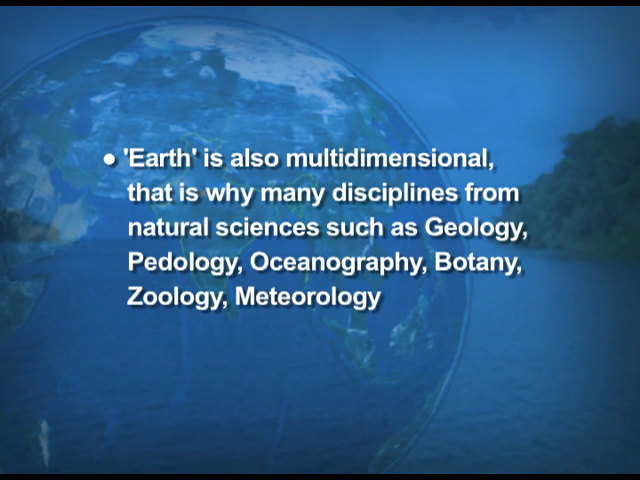 • 'Earth' is also multidimensional,
that is why many disciplines from
natural sciences such as Geology,
Pedology, Oceanography, Botany,
Zoology, Meteorology